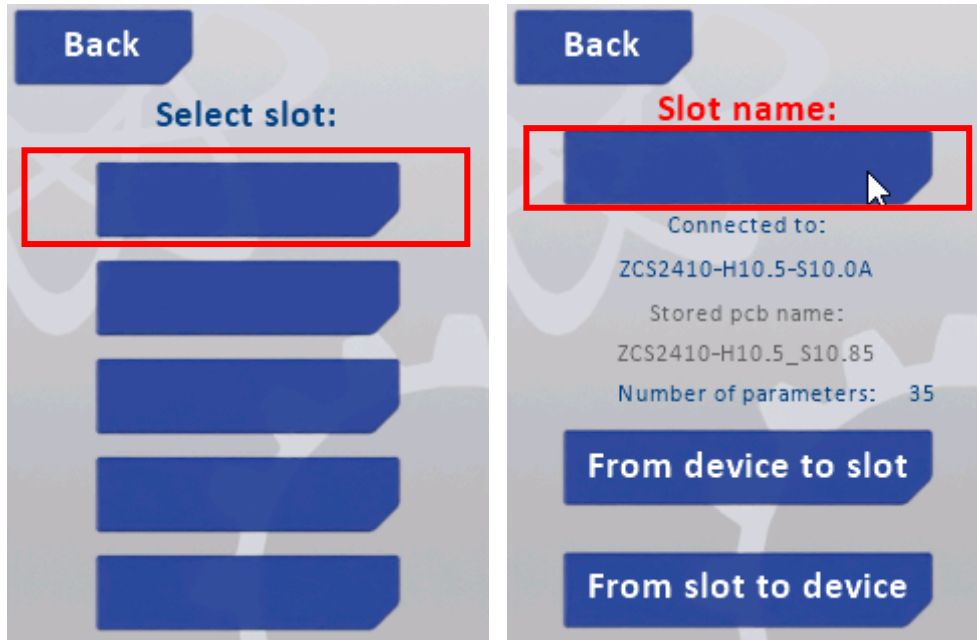 Back
Select slot:
Back
Slot name:
Connected to:
ZCS2410-H10.5-S10.0A
Stored pcb name:
ZCS2410-H10.5_S10.85
Number of parameters: 35
From device to slot
From slot to device